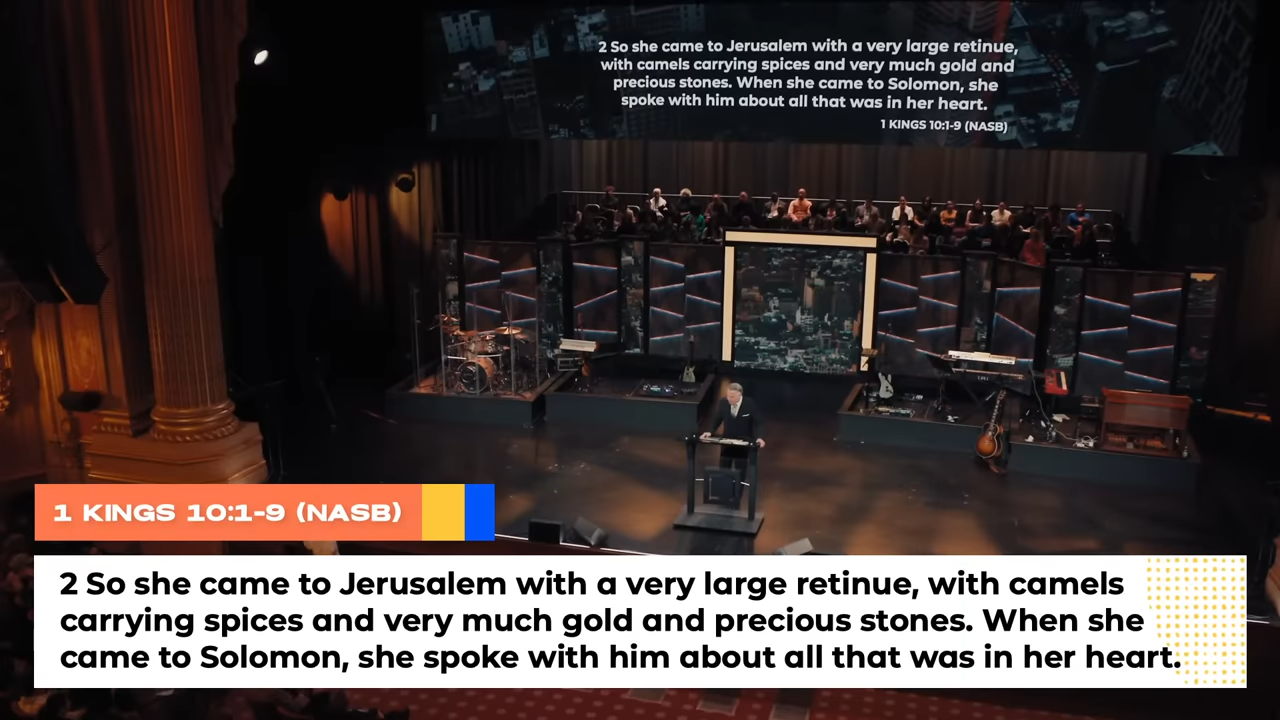 2 So she came to Jerusalem with a very large retinue,
with camels carrying spices and very much gold and
precious stones. When she came to Solomon, she
spoke with him about all that was in her heart.
1 KINGS 10:1-9 (NASB)
1 KINGS 10:1-9 (NASB)
2 So she came to Jerusalem with a very large retinue, with camels
carrying spices and very much gold and precious stones. When she
came to Solomon, she spoke with him about all that was in her heart.